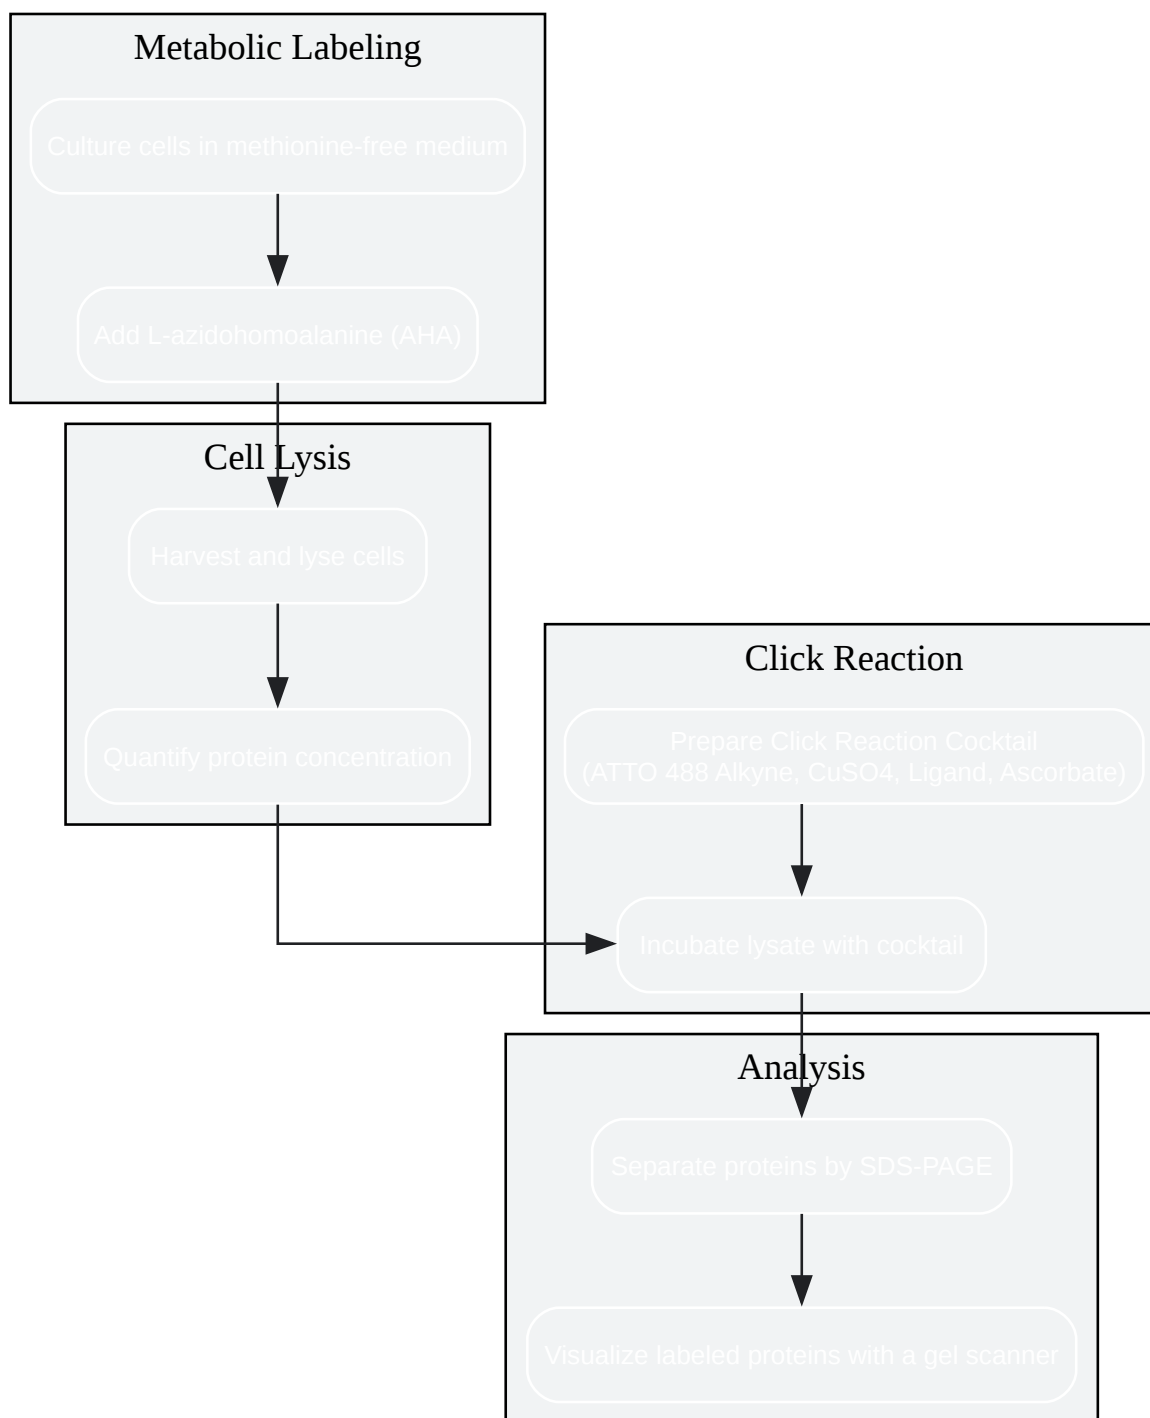 Metabolic Labeling
Culture cells in methionine-free medium
Add L-azidohomoalanine (AHA)
Cell Lysis
Harvest and lyse cells
Quantify protein concentration
Click Reaction
Prepare Click Reaction Cocktail
(ATTO 488 Alkyne, CuSO4, Ligand, Ascorbate)
Incubate lysate with cocktail
Analysis
Separate proteins by SDS-PAGE
Visualize labeled proteins with a gel scanner